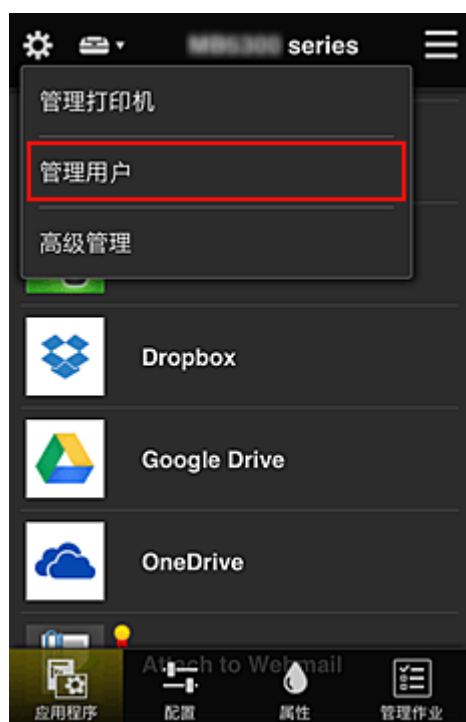 series
管理打印机
管理用户
高级管理
Dropbox
Google Drive
OneDrive
Attach to Webmail
应用程序
配置
属性
管理作业